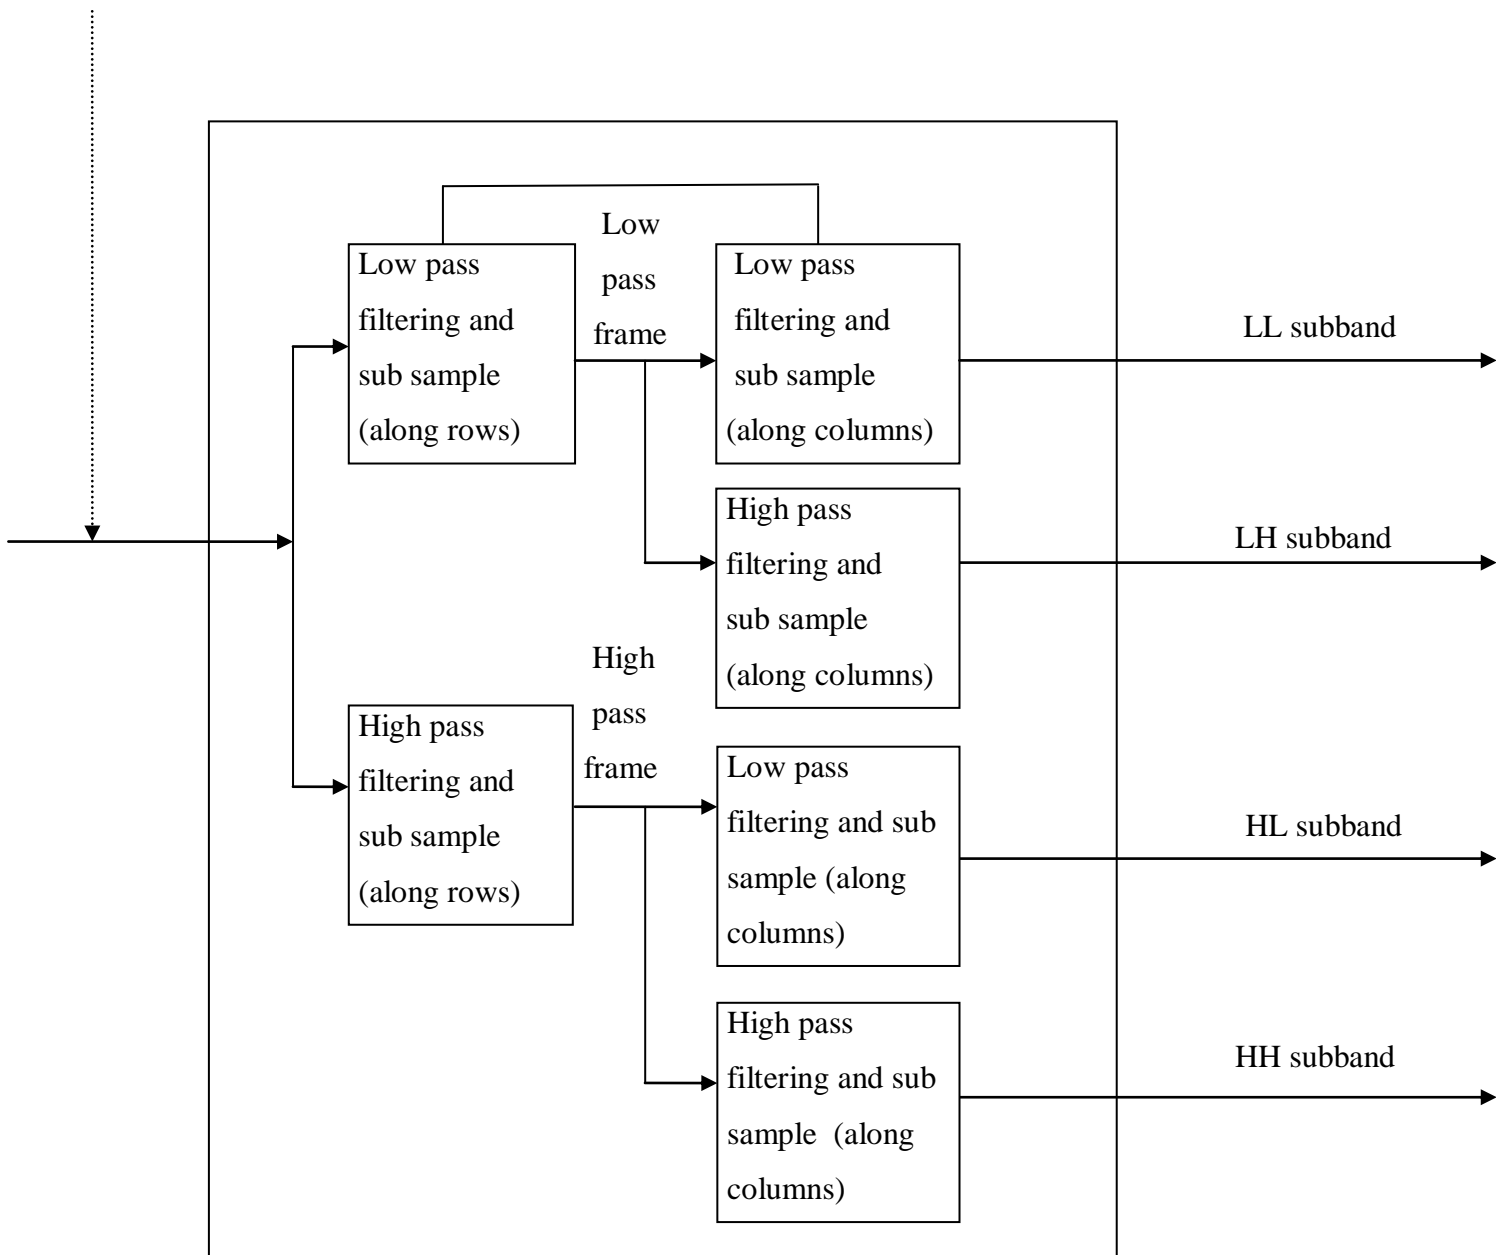 Low pass
filtering and
sub sample
(along rows)
Low
pass
frame
Low pass
filtering and
sub sample
(along columns)
LL subband
High pass
filtering and
sub sample
(along columns)
LH subband
High pass
filtering and
sub sample
(along rows)
High
pass
frame
Low pass
filtering and sub
sample (along
columns)
HL subband
High pass
filtering and sub
sample (along
columns)
HH subband